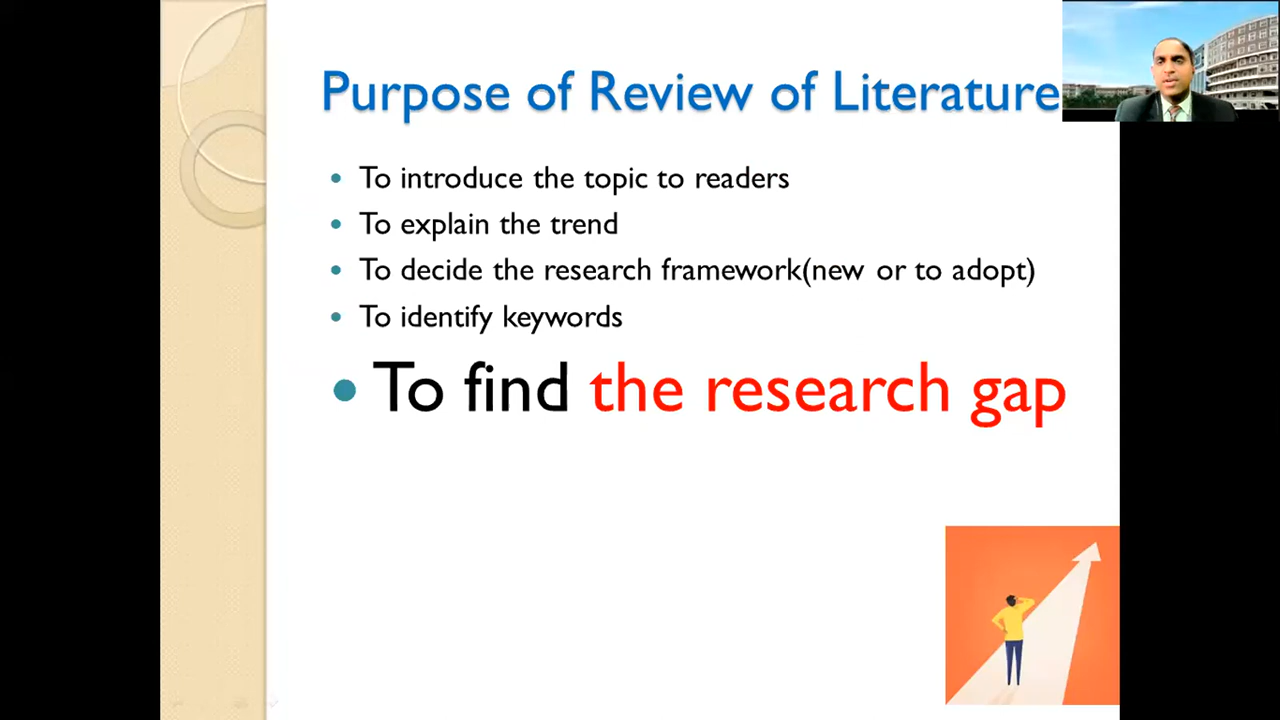 Purpose of Review of Literature
To introduce the topic to readers
To explain the trend
To decide the research framework(new or to adopt)
To identify keywords
To find the research gap